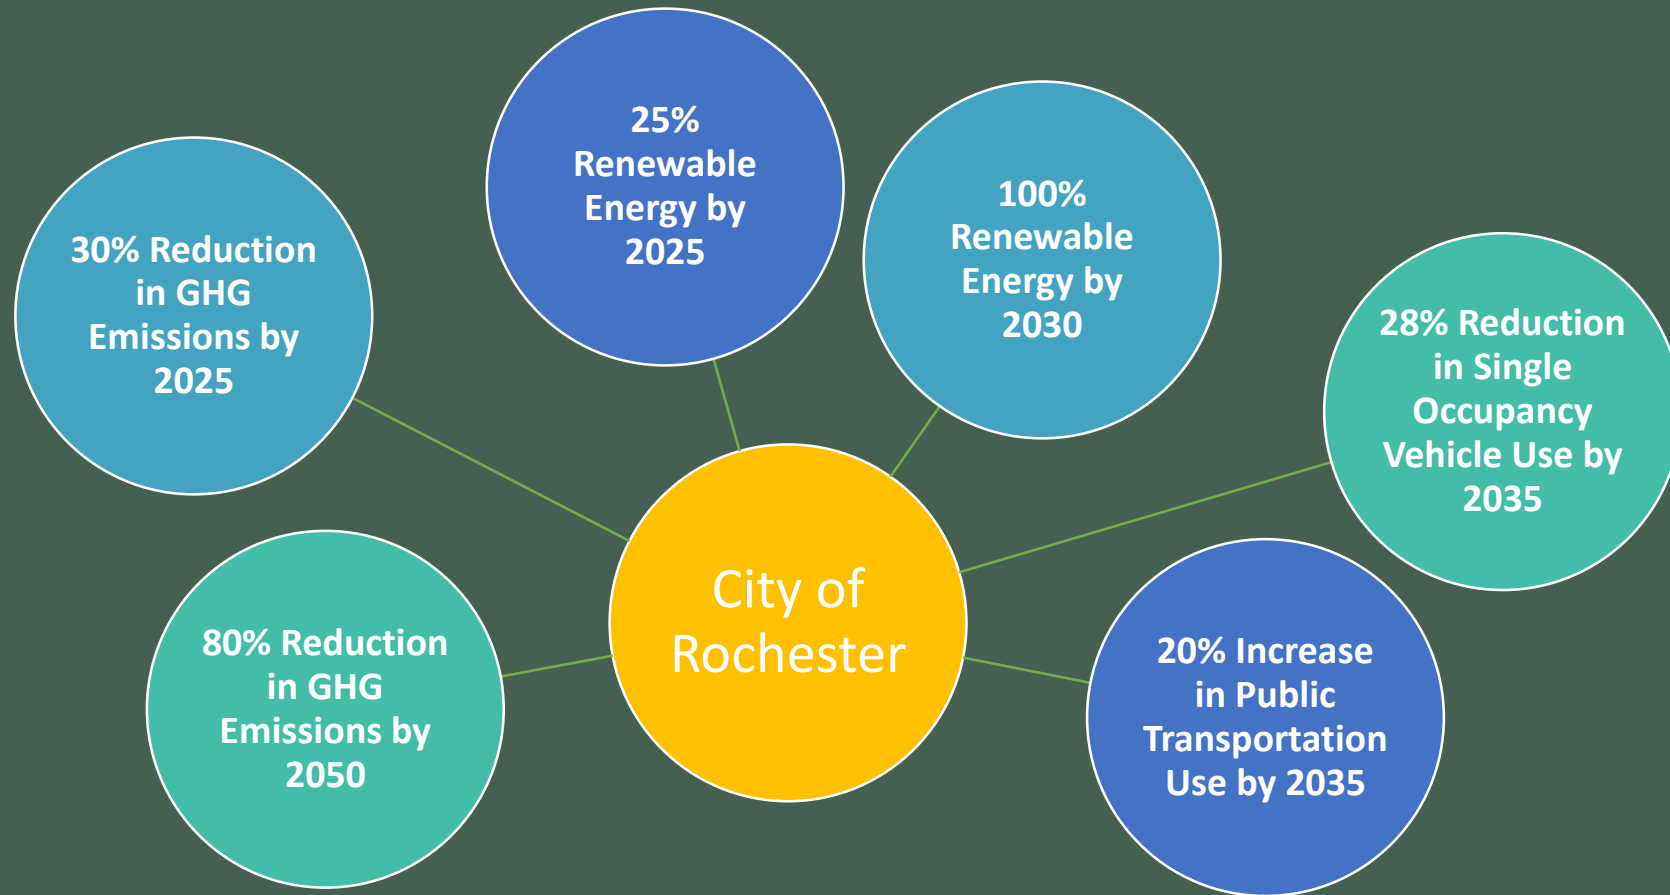 25%
Renewable
Energy by
2025
100%
Renewable
Energy by
2030
30% Reduction
in GHG
Emissions by
2025
28% Reduction
in Single
Occupancy
Vehicle Use by
2035
City of
Rochester
80% Reduction
in GHG
Emissions by
2050
20% Increase
in Public
Transportation
Use by 2035